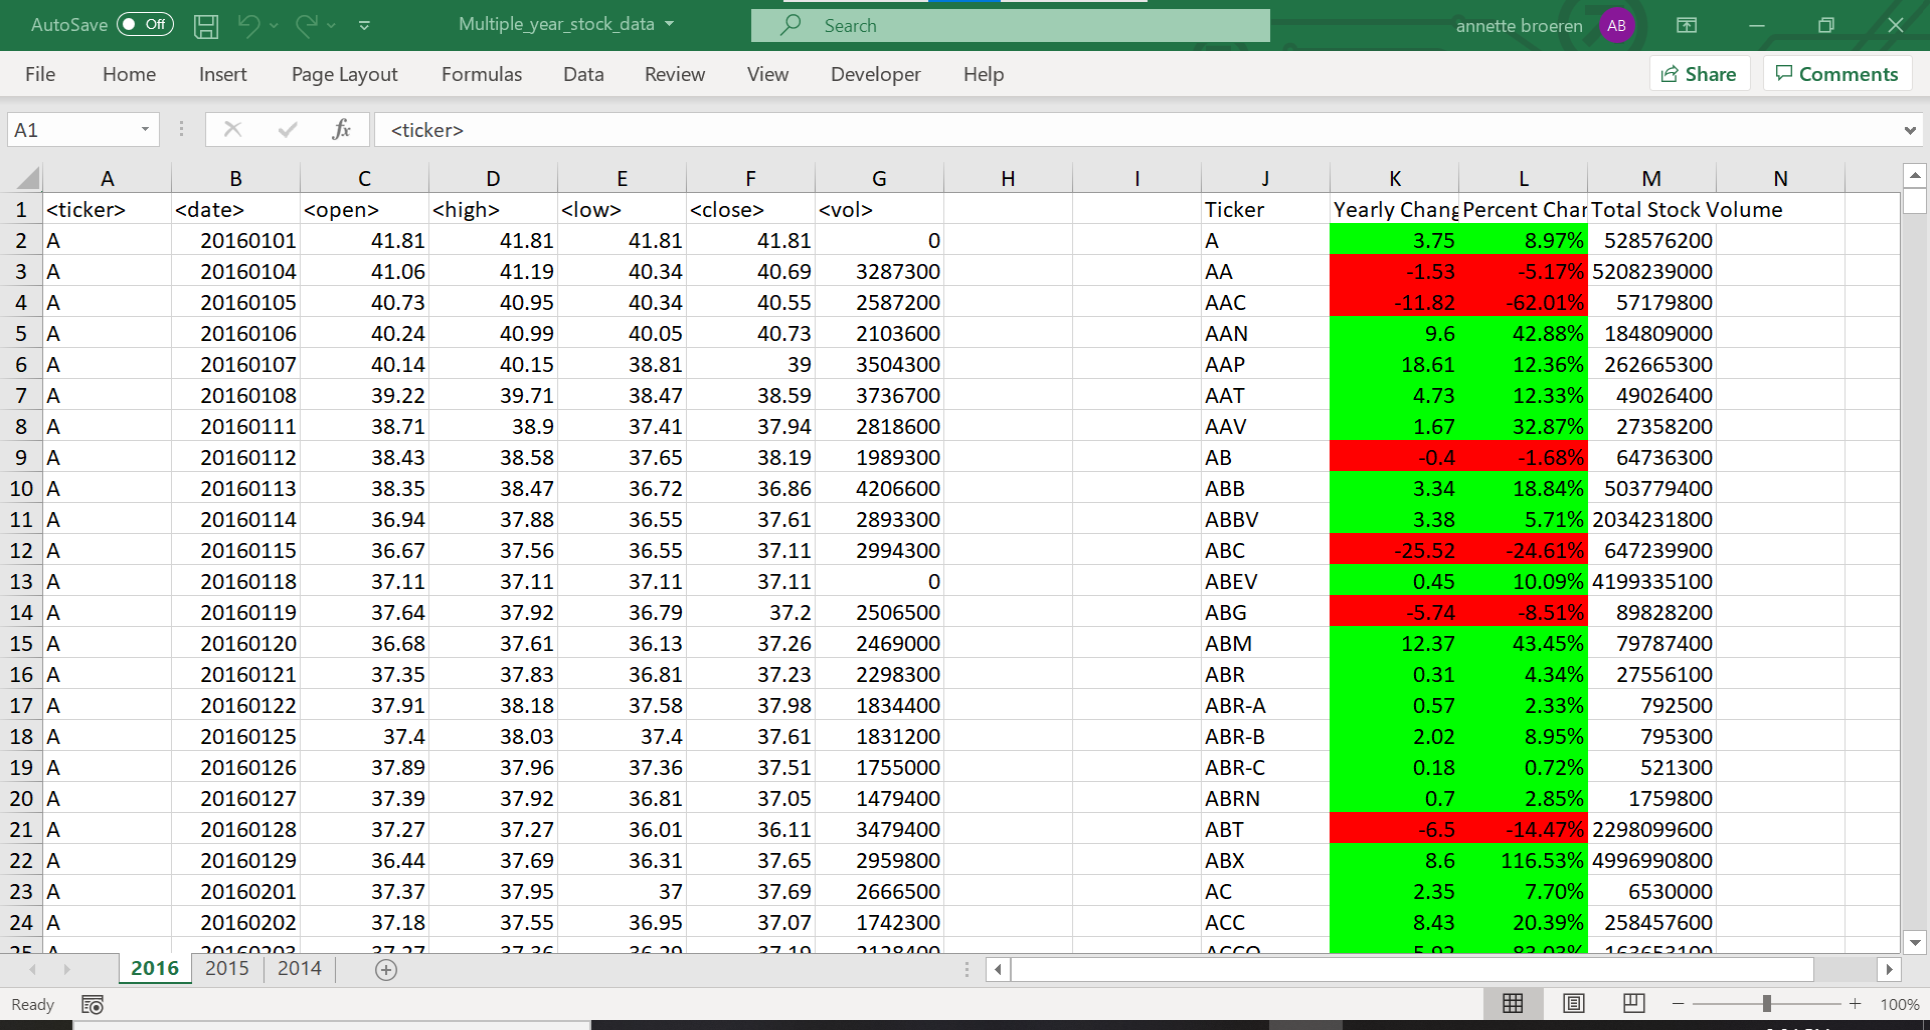 AutoSave Off Multiple_year_stock_data Search annette broeren AB
File Home Insert Page Layout Formulas Data Review View Developer Help Share Comments
A1 fx <ticker>
A B C D E F G H I J K L M N
1 <ticker> <date> <open> <high> <low> <close> <vol> Ticker Yearly Chang Percent Char Total Stock Volume
2 A 20160101 41.81 41.81 41.81 41.81 0 A 3.75 8.97% 528576200
3 A 20160104 41.06 41.19 40.34 40.69 3287300 AA -1.53 -5.17% 5208239000
4 A 20160105 40.73 40.95 40.34 40.55 2587200 AAC -11.82 -62.01% 57179800
5 A 20160106 40.24 40.99 40.05 40.73 2103600 AAN 9.6 42.88% 184809000
6 A 20160107 40.14 40.15 38.81 39 3504300 AAP 18.61 12.36% 262665300
7 A 20160108 39.22 39.71 38.47 38.59 3736700 AAT 4.73 12.33% 49026400
8 A 20160111 38.71 38.9 37.41 37.94 2818600 AAV 1.67 32.87% 27358200
9 A 20160112 38.43 38.58 37.65 38.19 1989300 AB -0.4 -1.68% 64736300
10 A 20160113 38.35 38.47 36.72 36.86 4206600 ABB 3.34 18.84% 503779400
11 A 20160114 36.94 37.88 36.55 37.61 2893300 ABBV 3.38 5.71% 2034231800
12 A 20160115 36.67 37.56 36.55 37.11 2994300 ABC -25.52 -24.61% 647239900
13 A 20160118 37.11 37.11 37.11 37.11 0 ABEV 0.45 10.09% 4199335100
14 A 20160119 37.64 37.92 36.79 37.2 2506500 ABG -5.74 -8.51% 89828200
15 A 20160120 36.68 37.61 36.13 37.26 2469000 ABM 12.37 43.45% 79787400
16 A 20160121 37.35 37.83 36.81 37.23 2298300 ABR 0.31 4.34% 27556100
17 A 20160122 37.91 38.18 37.58 37.98 1834400 ABR-A 0.57 2.33% 792500
18 A 20160125 37.4 38.03 37.4 37.61 1831200 ABR-B 2.02 8.95% 795300
19 A 20160126 37.89 37.96 37.36 37.51 1755000 ABR-C 0.18 0.72% 521300
20 A 20160127 37.39 37.92 36.81 37.05 1479400 ABRN 0.7 2.85% 1759800
21 A 20160128 37.27 37.27 36.01 36.11 3479400 ABT -6.5 -14.47% 2298099600
22 A 20160129 36.44 37.69 36.31 37.65 2959800 ABX 8.6 116.53% 4996990800
23 A 20160201 37.37 37.95 37 37.69 2666500 AC 2.35 7.70% 6530000
24 A 20160202 37.18 37.55 36.95 37.07 1742300 ACC 8.43 20.39% 258457600
2016 2015 2014
Ready 100%